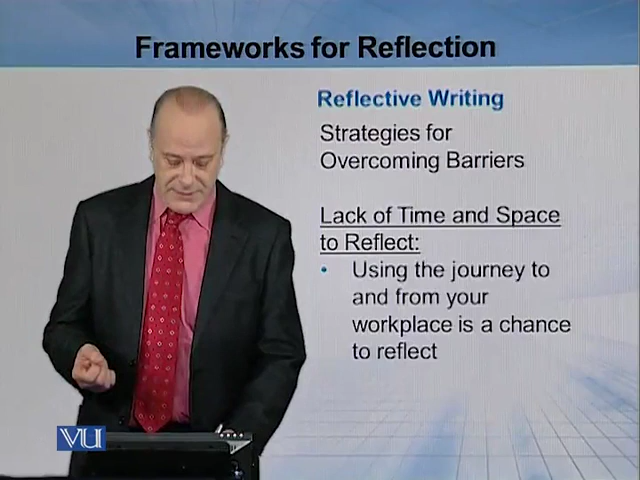 Frameworks for Reflection
Reflective Writing
Strategies for
Overcoming Barriers
Lack of Time and Space
to Reflect:
• Using the journey to
and from your
workplace is a chance
to reflect
VU